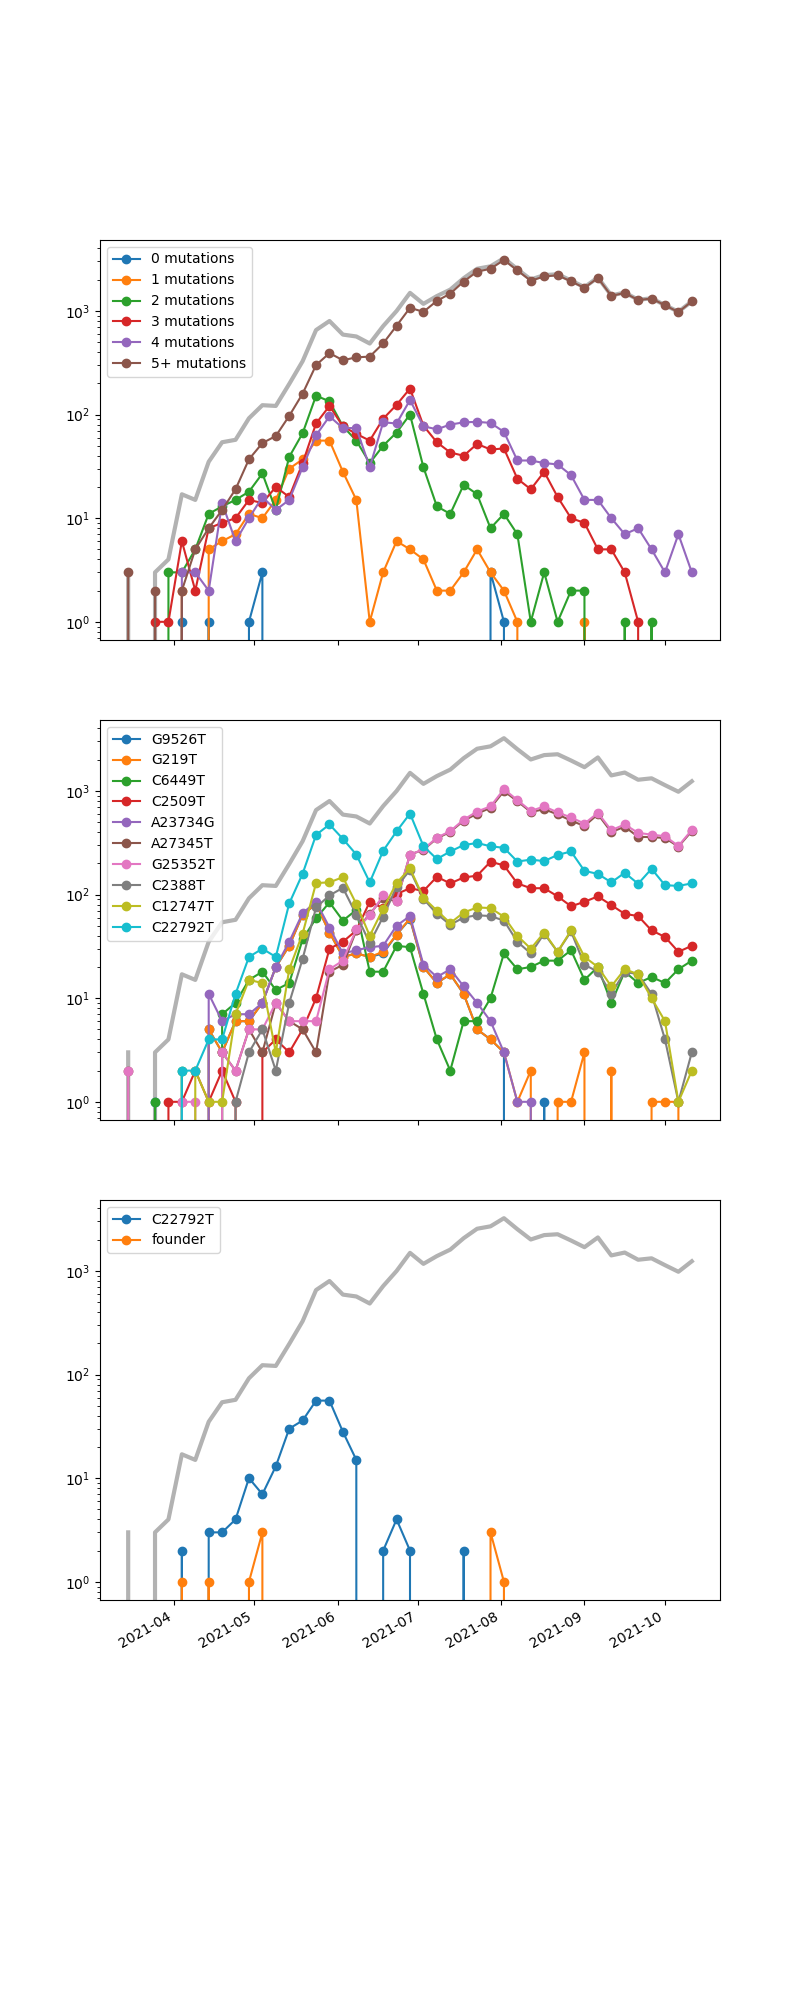 0 mutations
1 mutations
2 mutations
3 mutations
4 mutations
5+ mutations
10³
10²
10¹
10⁰
G9526T
G219T
C6449T
C2509T
A23734G
A27345T
G25352T
C2388T
C12747T
C22792T
10³
10²
10¹
10⁰
C22792T
founder
10³
10²
10¹
10⁰
2021-04
2021-05
2021-06
2021-07
2021-08
2021-09
2021-10